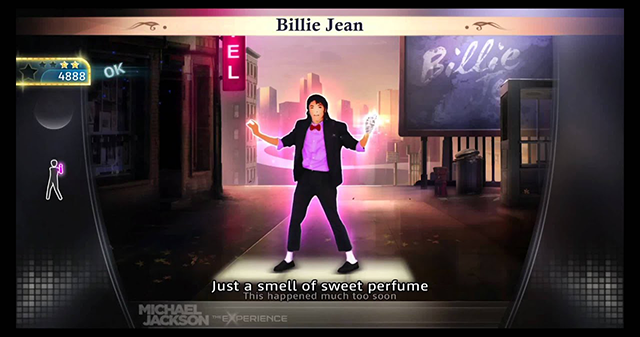 Billie Jean
4888
OK
EL
Billie
Just a smell of sweet perfume
This happened much too soon
MICHAEL
JACKSON THE EXPERIENCE